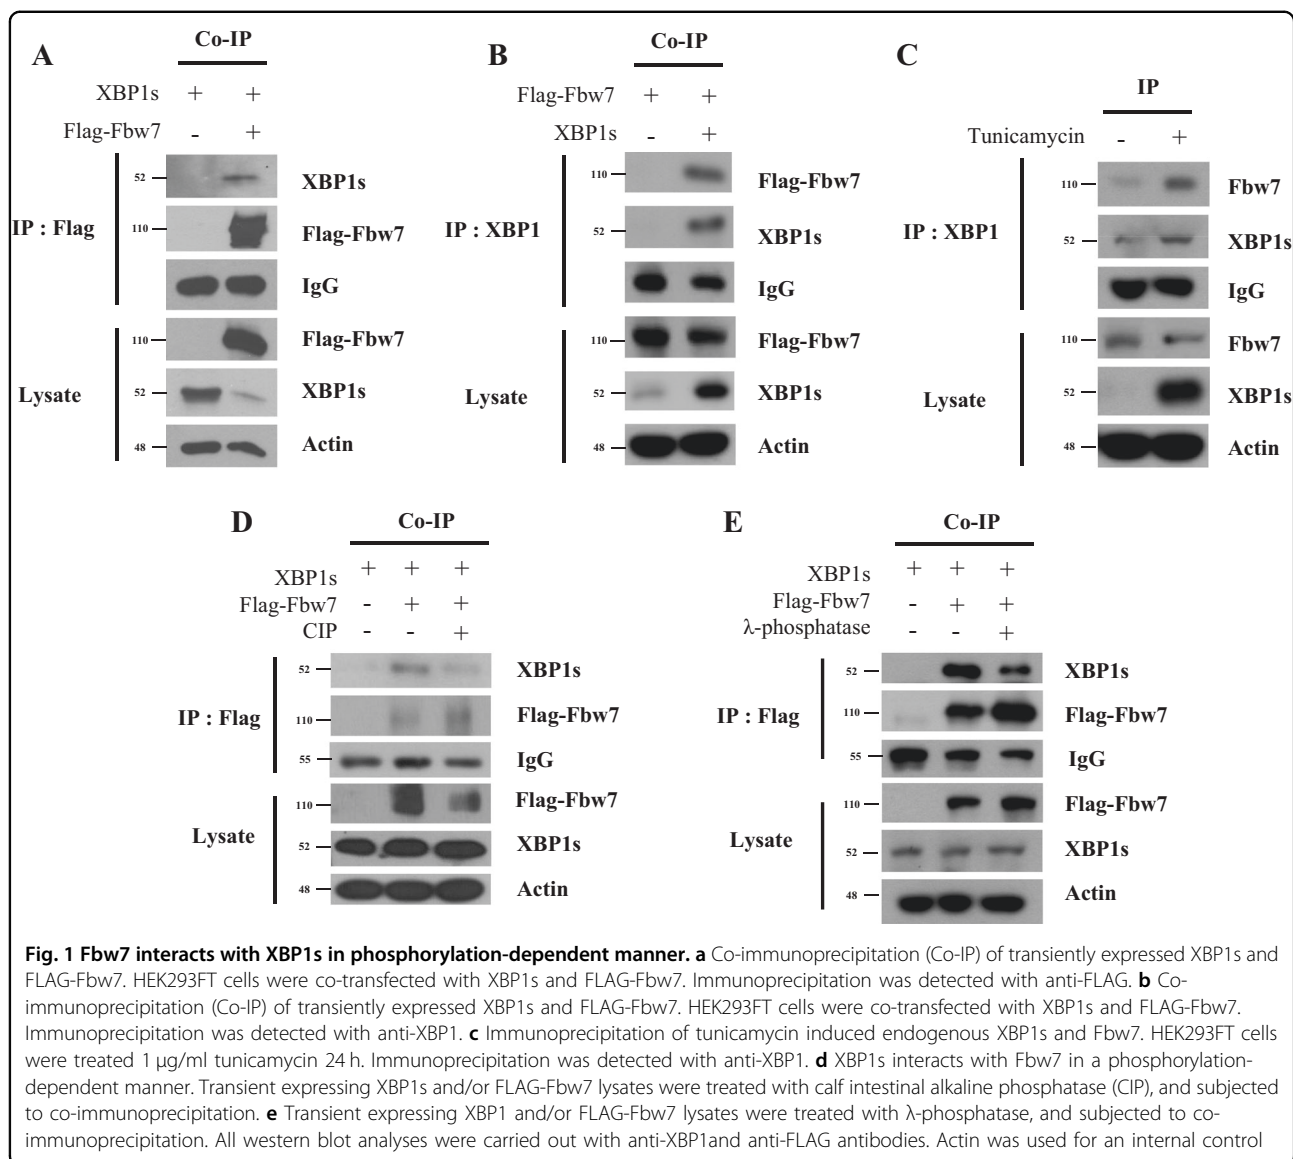 A
Co-IP
XBP1s + +
Flag-Fbw7 - +
IP : Flag
52 XBP1s
110 Flag-Fbw7
IgG
Lysate
110 Flag-Fbw7
52 XBP1s
48 Actin
B
Co-IP
Flag-Fbw7 + +
XBP1s - +
IP : XBP1
110 Flag-Fbw7
52 XBP1s
IgG
Lysate
110 Flag-Fbw7
52 XBP1s
48 Actin
C
IP
Tunicamycin - +
IP : XBP1
110 Fbw7
52 XBP1s
IgG
Lysate
110 Fbw7
52 XBP1s
48 Actin
D
Co-IP
XBP1s + + +
Flag-Fbw7 - + +
CIP - - +
IP : Flag
52 XBP1s
110 Flag-Fbw7
55 IgG
Lysate
110 Flag-Fbw7
52 XBP1s
48 Actin
E
Co-IP
XBP1s + + +
Flag-Fbw7 - + +
λ-phosphatase - - +
IP : Flag
52 XBP1s
110 Flag-Fbw7
55 IgG
Lysate
110 Flag-Fbw7
52 XBP1s
48 Actin
Fig. 1 Fbw7 interacts with XBP1s in phosphorylation-dependent manner. a Co-immunoprecipitation (Co-IP) of transiently expressed XBP1s and
FLAG-Fbw7. HEK293FT cells were co-transfected with XBP1s and FLAG-Fbw7. Immunoprecipitation was detected with anti-FLAG. b Co-
immunoprecipitation (Co-IP) of transiently expressed XBP1s and FLAG-Fbw7. HEK293FT cells were co-transfected with XBP1s and FLAG-Fbw7.
Immunoprecipitation was detected with anti-XBP1. c Immunoprecipitation of tunicamycin induced endogenous XBP1s and Fbw7. HEK293FT cells
were treated 1 µg/ml tunicamycin 24 h. Immunoprecipitation was detected with anti-XBP1. d XBP1s interacts with Fbw7 in a phosphorylation-
dependent manner. Transient expressing XBP1s and/or FLAG-Fbw7 lysates were treated with calf intestinal alkaline phosphatase (CIP), and subjected
to co-immunoprecipitation. e Transient expressing XBP1 and/or FLAG-Fbw7 lysates were treated with λ-phosphatase, and subjected to co-
immunoprecipitation. All western blot analyses were carried out with anti-XBP1and anti-FLAG antibodies. Actin was used for an internal control